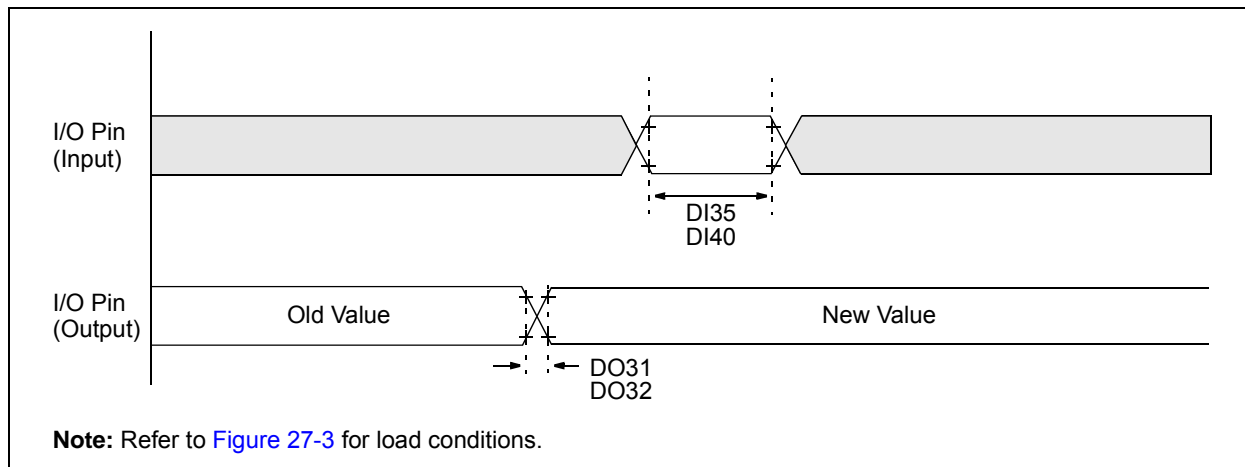 I/O Pin
(Input)
DI35
DI40
I/O Pin
(Output)
Old Value
New Value
DO31
DO32
Note: Refer to Figure 27-3 for load conditions.